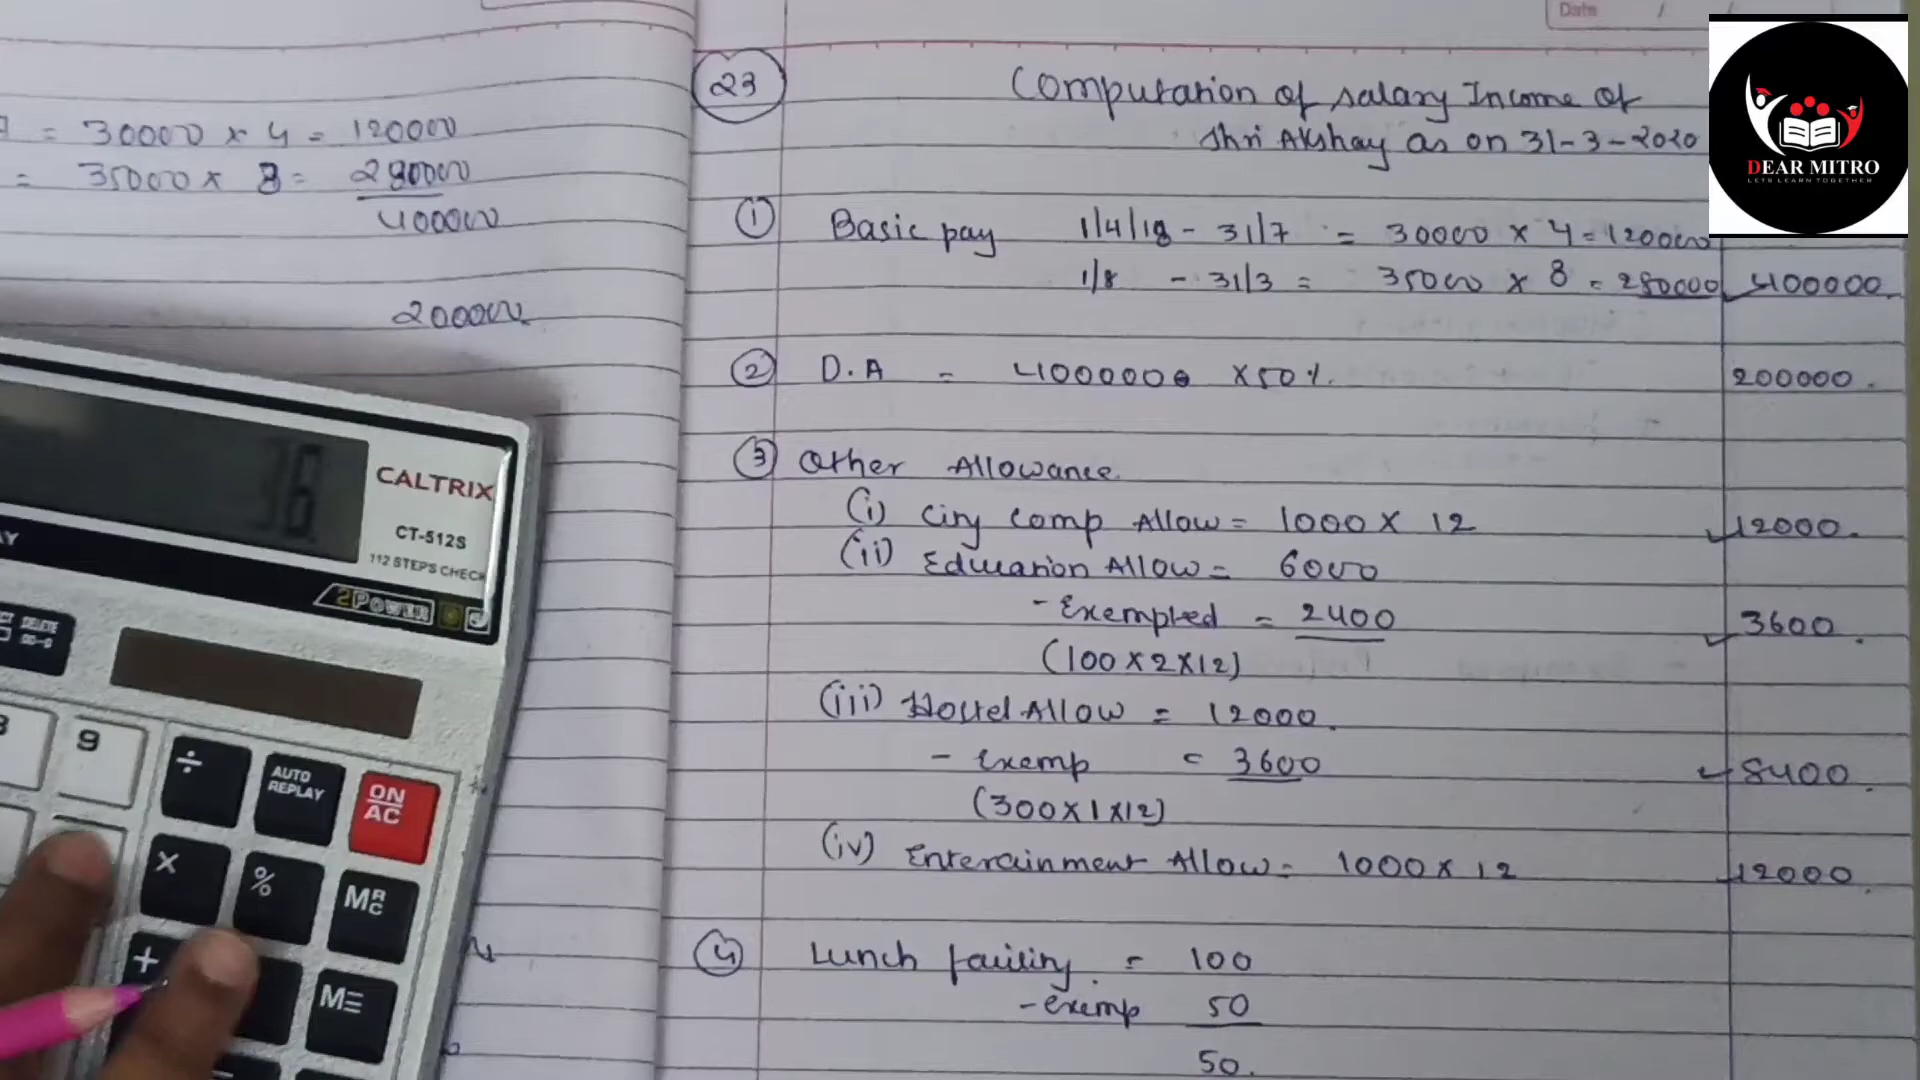 = 30000 x 4 = 120000
= 35000 x 8 = 280000
400000
200000
Date / /
23
Computation of salary Income of
Shri Akshay as on 31-3-2020
DEAR MITRO
LETS LEARN TOGETHER
1 Basic pay 1/4/18 - 31/7 = 30000 x 4 = 120000
1/8 - 31/3 = 35000 x 8 = 280000 400000.
2 D.A = 400000 x 50%. 200000.
3 Other Allowance.
(i) City Comp Allow = 1000 x 12 12000.
(ii) Education Allow = 6000
- Exempted = 2400 3600.
(100 x 2 x 12)
(iii) Hostel Allow = 12000.
- Exemp = 3600 8400.
(300 x 1 x 12)
(iv) Entertainment Allow = 1000 x 12 12000.
4 Lunch facility = 100
- exemp 50
50.
36
CALTRIX
CT-512S
112 STEPS CHECK
2POWER
9
÷
AUTO REPLAY
ON/AC
x
%
+
M=